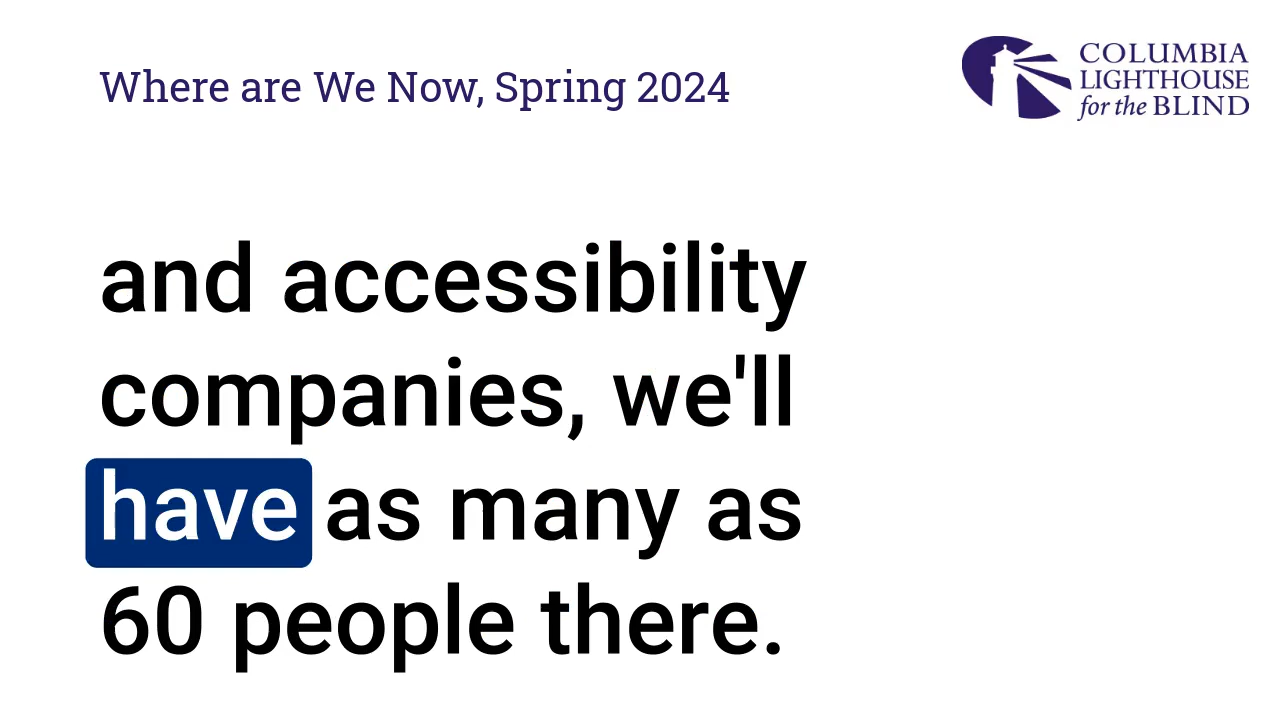 Where are We Now, Spring 2024
COLUMBIA
LIGHTHOUSE
for the BLIND
and accessibility
companies, we'll
have as many as
60 people there.